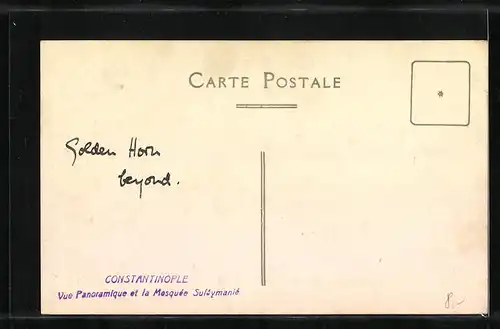 CARTE POSTALE
Golden Horn
beyond.
CONSTANTINOPLE
Vue Panoramique et la Mosquée Suléymanié